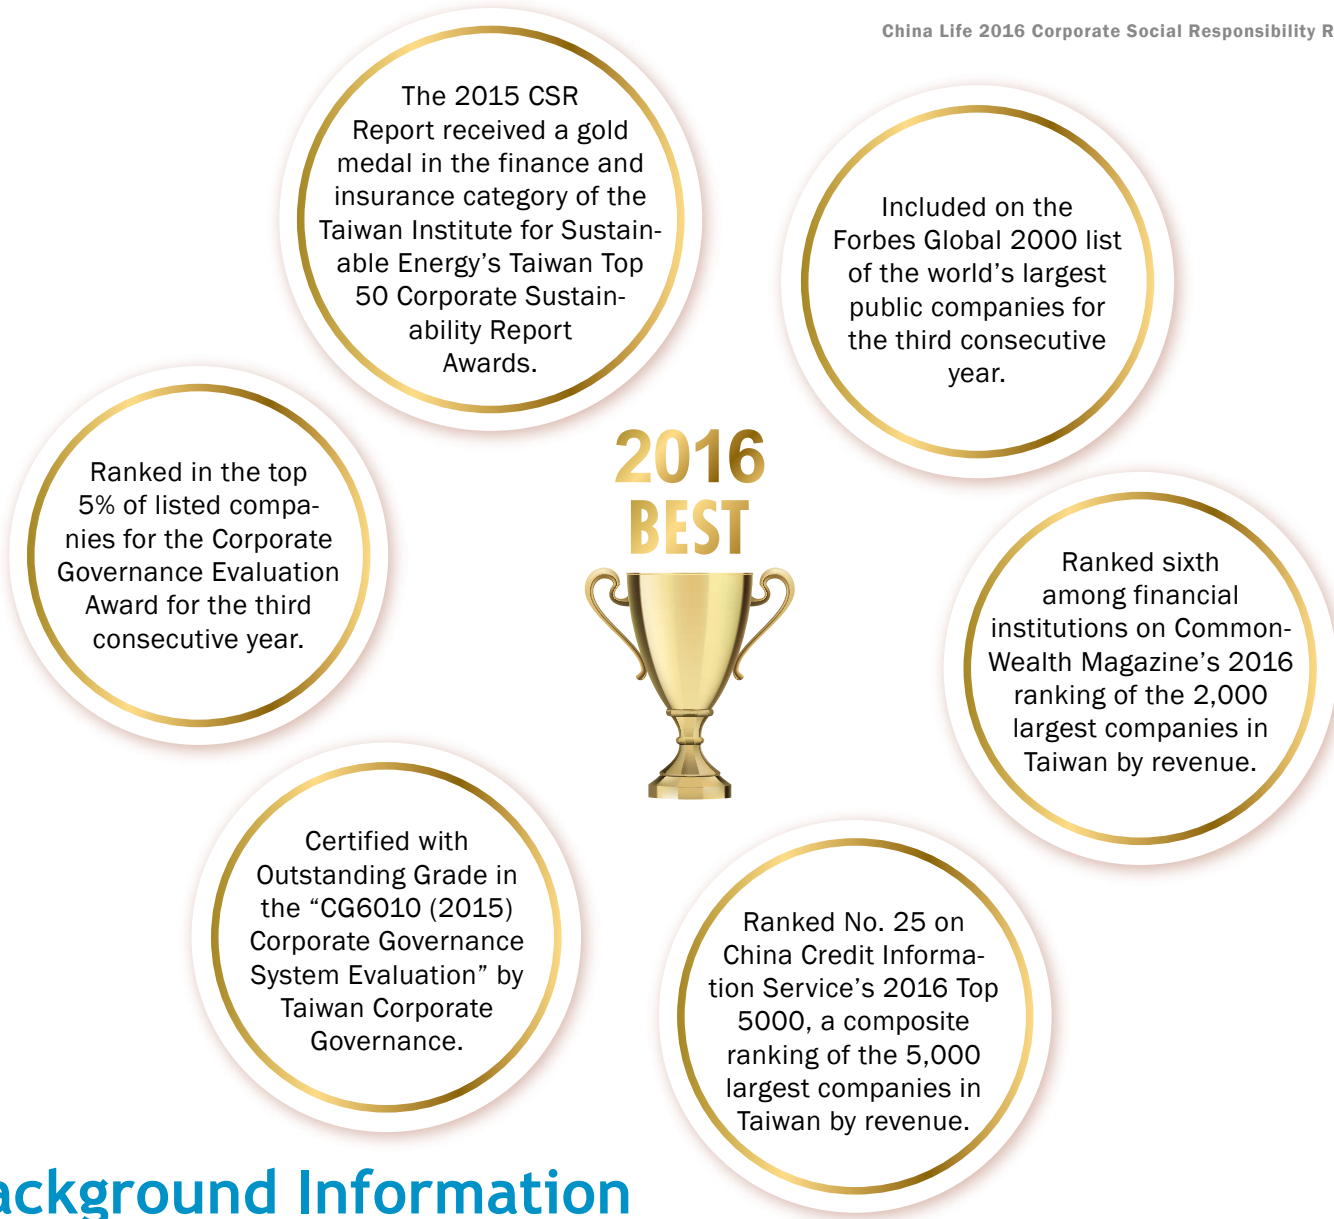 China Life 2016 Corporate Social Responsibility R
The 2015 CSR
Report received a gold
medal in the finance and
insurance category of the
Taiwan Institute for Sustain-
able Energy’s Taiwan Top
50 Corporate Sustain-
ability Report
Awards.
Included on the
Forbes Global 2000 list
of the world’s largest
public companies for
the third consecutive
year.
2016
BEST
Ranked in the top
5% of listed compa-
nies for the Corporate
Governance Evaluation
Award for the third
consecutive year.
Ranked sixth
among financial
institutions on Common-
Wealth Magazine’s 2016
ranking of the 2,000
largest companies in
Taiwan by revenue.
Certified with
Outstanding Grade in
the “CG6010 (2015)
Corporate Governance
System Evaluation” by
Taiwan Corporate
Governance.
Ranked No. 25 on
China Credit Informa-
tion Service’s 2016 Top
5000, a composite
ranking of the 5,000
largest companies in
Taiwan by revenue.
ackground Information